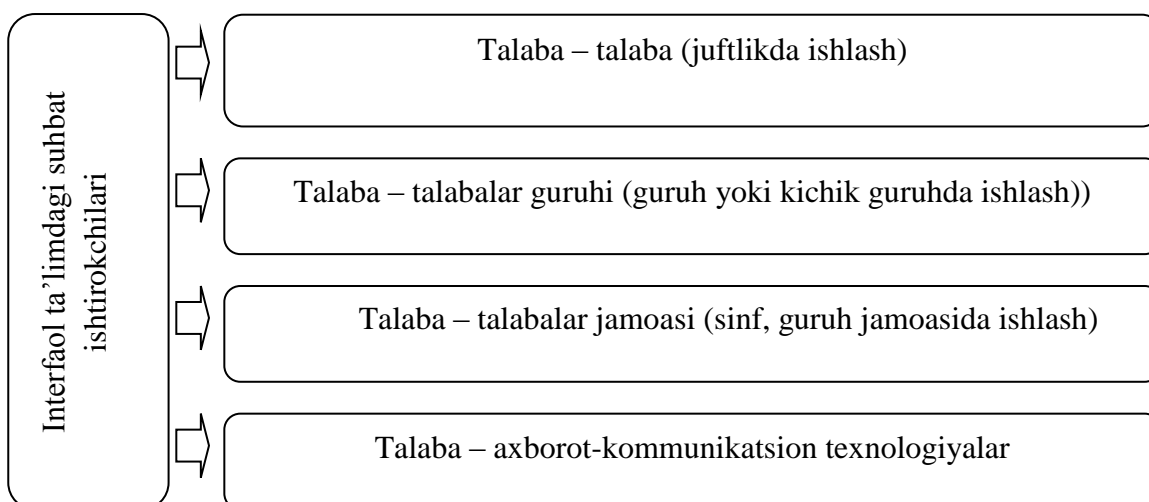 Interfaol ta’limdagi suhbat
ishtirokchilari
Talaba – talaba (juftlikda ishlash)
Talaba – talabalar guruhi (guruh yoki kichik guruhda ishlash))
Talaba – talabalar jamoasi (sinf, guruh jamoasida ishlash)
Talaba – axborot-kommunikatsion texnologiyalar